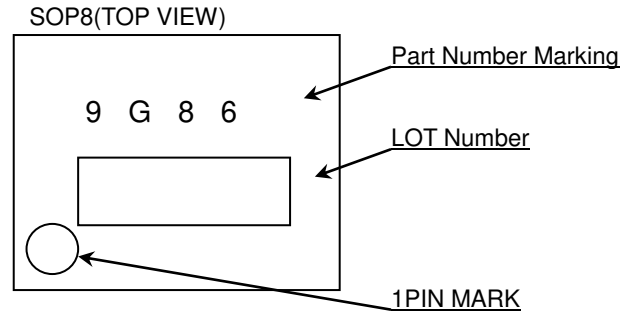 SOP8(TOP VIEW)
Part Number Marking
9 G 8 6
LOT Number
1PIN MARK